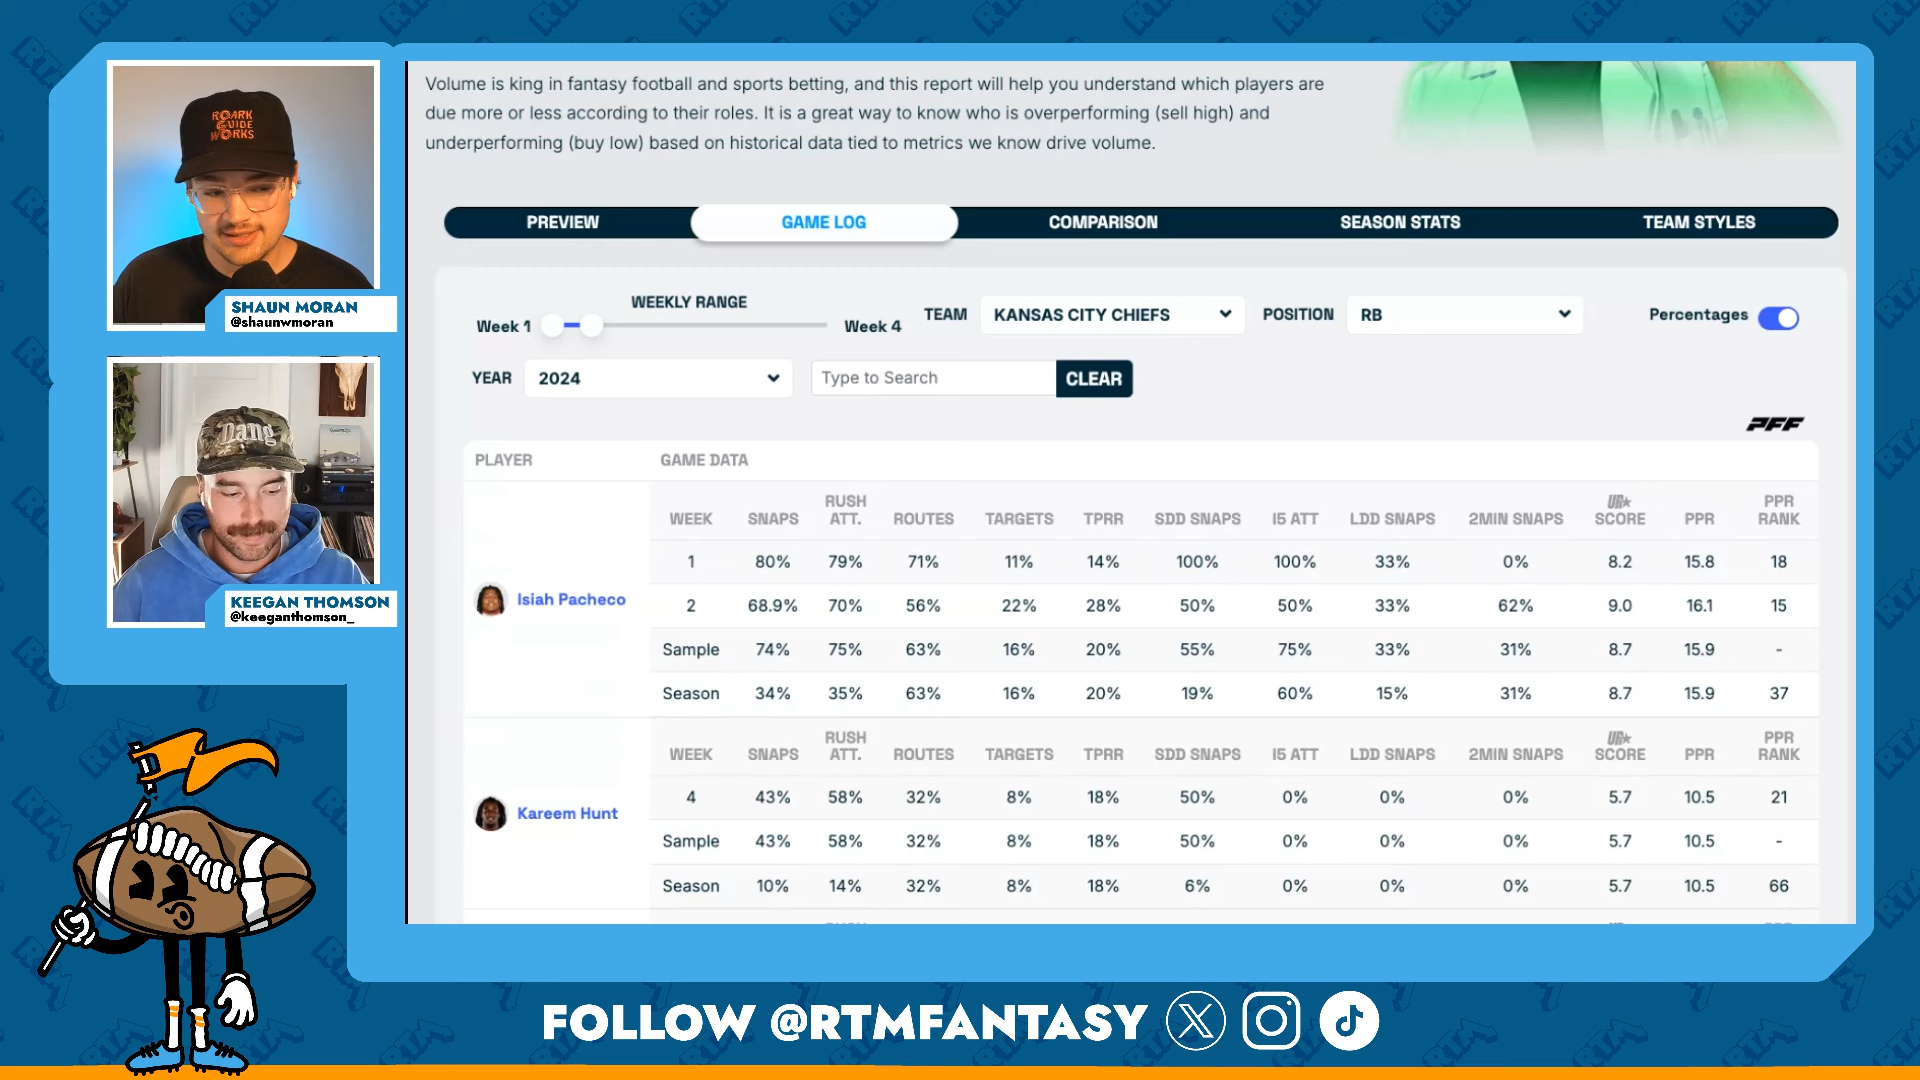 ROARK
GUIDE
WORKS
SHAUN MORAN
@shaunwmoran
Dang
KEEGAN THOMSON
@keeganthomson_
Volume is king in fantasy football and sports betting, and this report will help you understand which players are
due more or less according to their roles. It is a great way to know who is overperforming (sell high) and
underperforming (buy low) based on historical data tied to metrics we know drive volume.
PREVIEW GAME LOG COMPARISON SEASON STATS TEAM STYLES
WEEKLY RANGE
Week 1 Week 4 TEAM KANSAS CITY CHIEFS POSITION RB Percentages
YEAR 2024 Type to Search CLEAR
PFF
PLAYER GAME DATA
WEEK SNAPS RUSH ATT. ROUTES TARGETS TPRR SDD SNAPS I5 ATT LDD SNAPS 2MIN SNAPS UR SCORE PPR PPR RANK
1 80% 79% 71% 11% 14% 100% 100% 33% 0% 8.2 15.8 18
Isiah Pacheco
2 68.9% 70% 56% 22% 28% 50% 50% 33% 62% 9.0 16.1 15
Sample 74% 75% 63% 16% 20% 55% 75% 33% 31% 8.7 15.9 -
Season 34% 35% 63% 16% 20% 19% 60% 15% 31% 8.7 15.9 37
WEEK SNAPS RUSH ATT. ROUTES TARGETS TPRR SDD SNAPS I5 ATT LDD SNAPS 2MIN SNAPS UR SCORE PPR PPR RANK
Kareem Hunt
4 43% 58% 32% 8% 18% 50% 0% 0% 0% 5.7 10.5 21
Sample 43% 58% 32% 8% 18% 50% 0% 0% 0% 5.7 10.5 -
Season 10% 14% 32% 8% 18% 6% 0% 0% 0% 5.7 10.5 66
FOLLOW @RTMFANTASY